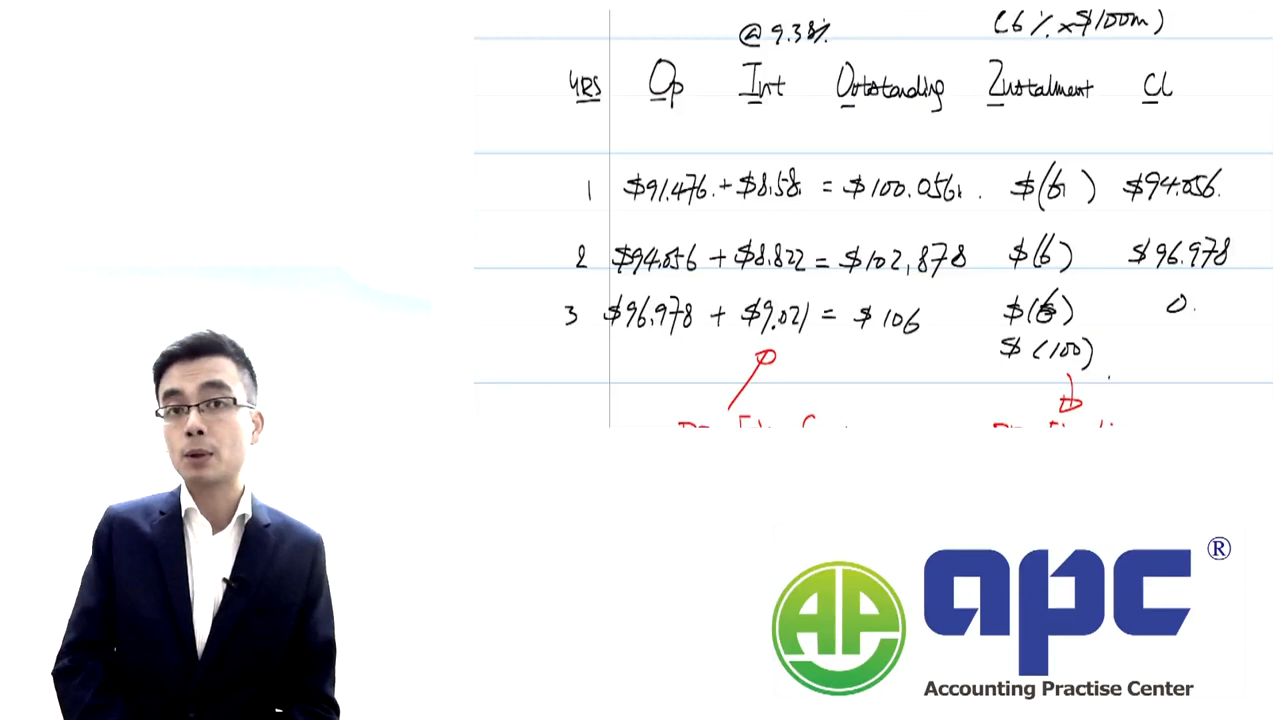 @ 9.38% (6% x $100m)
YRS Op Int Outstanding Instalment Cl
1 $91.476. + $8.58. = $100.056. $(6) $94.056.
2 $94.056 + $8.822 = $102,878 $(6) $96.978
3 $96.978 + $9.021 = $106 $(6) 0.
$(100)
AP apc ®
Accounting Practise Center